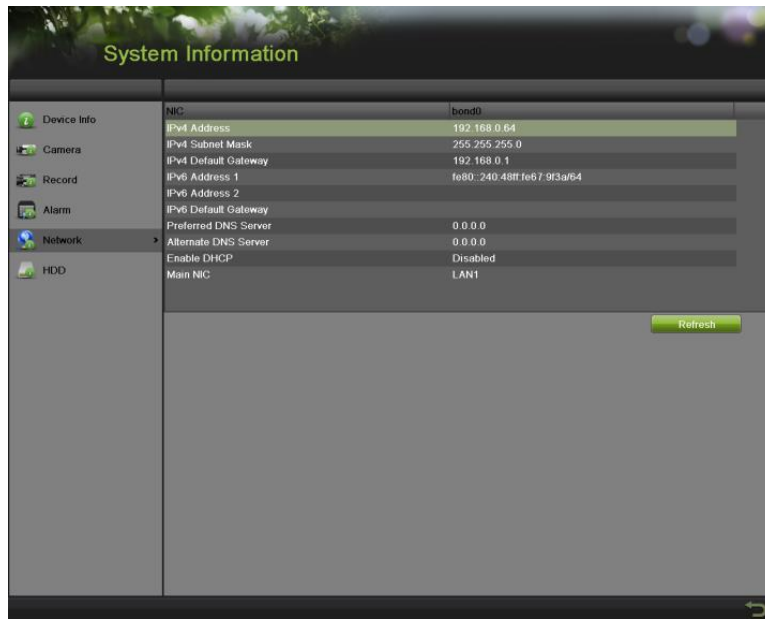 System Information
Device Info
Camera
Record
Alarm
Network
HDD
NIC bond0
IPv4 Address 192.168.0.64
IPv4 Subnet Mask 255.255.255.0
IPv4 Default Gateway 192.168.0.1
IPv6 Address 1 fe80::240:48ff:fe67:9f3a/64
IPv6 Address 2
IPv6 Default Gateway
Preferred DNS Server 0.0.0.0
Alternate DNS Server 0.0.0.0
Enable DHCP Disabled
Main NIC LAN1
Refresh